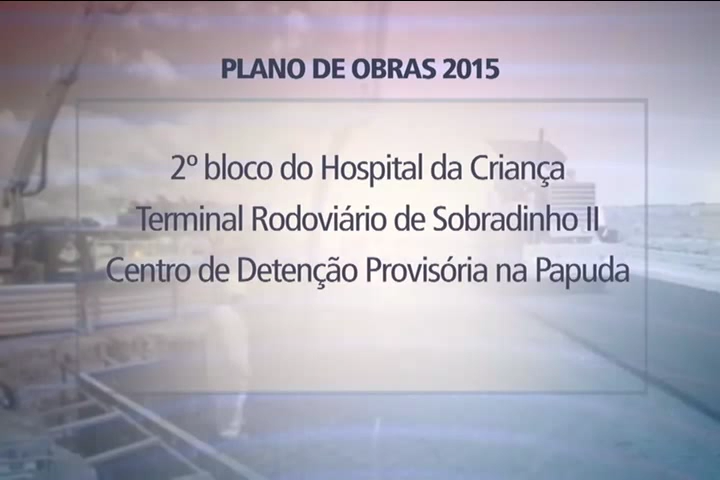 PLANO DE OBRAS 2015
2º bloco do Hospital da Criança
Terminal Rodoviário de Sobradinho II
Centro de Detenção Provisória na Papuda